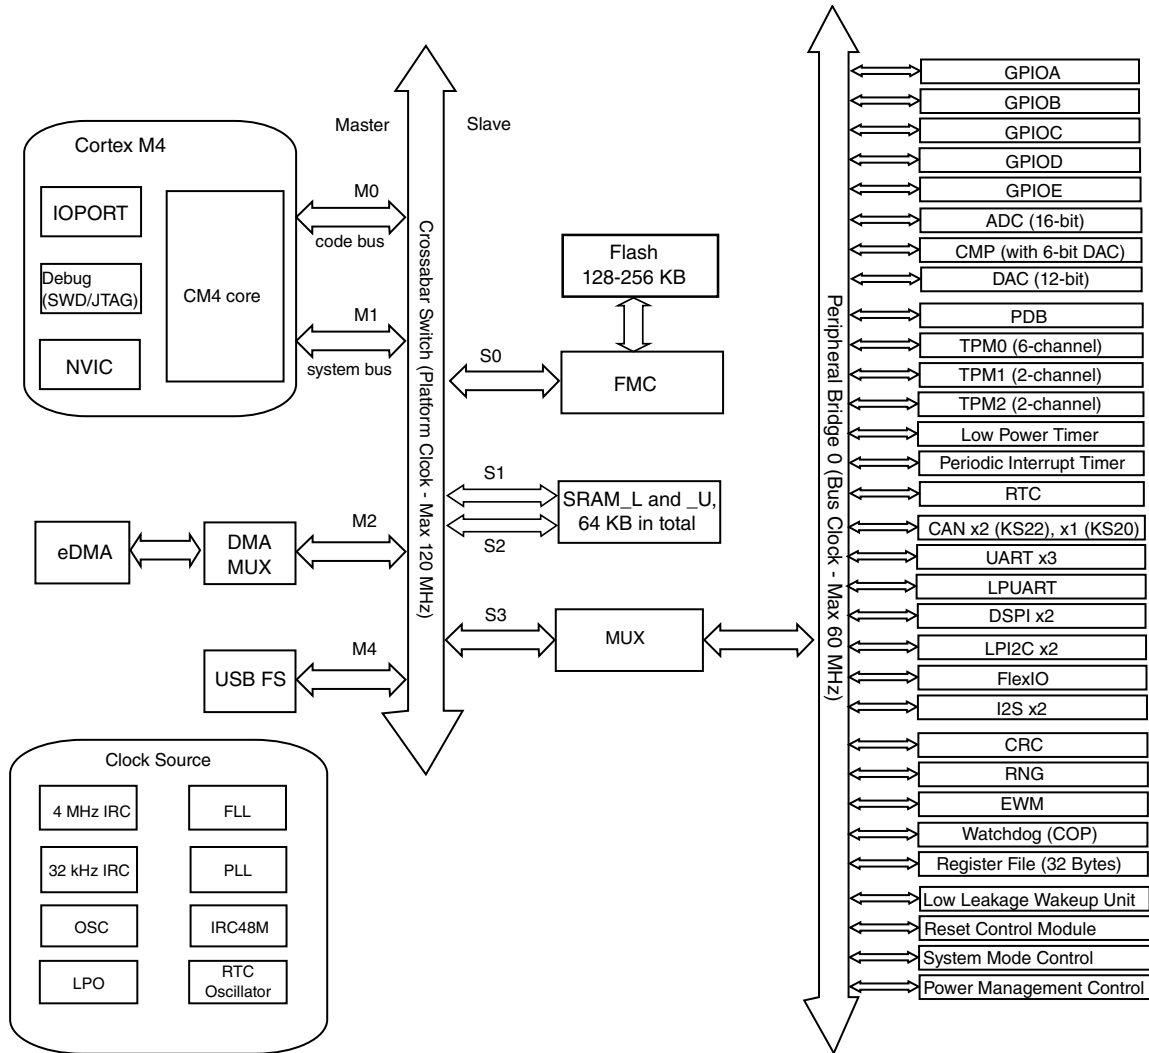 Cortex M4
IOPORT
Debug
(SWD/JTAG)
NVIC
CM4 core
Master
Slave
M0
code bus
M1
system bus
M2
M4
eDMA
DMA
MUX
USB FS
Crossabar Switch (Platform Clcok - Max 120 MHz)
Flash
128-256 KB
S0
FMC
S1
SRAM_L and _U,
64 KB in total
S2
S3
MUX
Peripheral Bridge 0 (Bus Clock - Max 60 MHz)
GPIOA
GPIOB
GPIOC
GPIOD
GPIOE
ADC (16-bit)
CMP (with 6-bit DAC)
DAC (12-bit)
PDB
TPM0 (6-channel)
TPM1 (2-channel)
TPM2 (2-channel)
Low Power Timer
Periodic Interrupt Timer
RTC
CAN x2 (KS22), x1 (KS20)
UART x3
LPUART
DSPI x2
LPI2C x2
FlexIO
I2S x2
CRC
RNG
EWM
Watchdog (COP)
Register File (32 Bytes)
Low Leakage Wakeup Unit
Reset Control Module
System Mode Control
Power Management Control
Clock Source
4 MHz IRC
FLL
32 kHz IRC
PLL
OSC
IRC48M
LPO
RTC
Oscillator